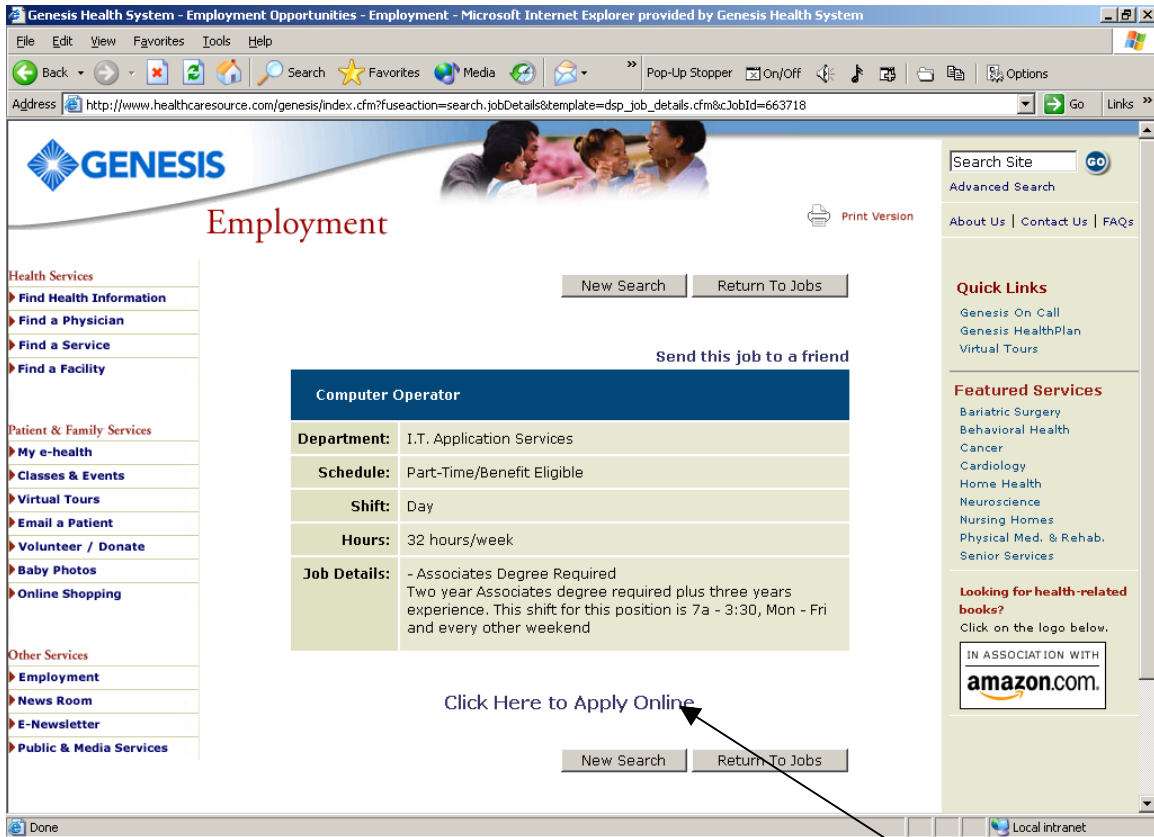 Genesis Health System - Employment Opportunities - Employment - Microsoft Internet Explorer provided by Genesis Health System
File Edit View Favorites Tools Help
Back Search Favorites Media » Pop-Up Stopper On/Off Options
Address http://www.healthcaresource.com/genesis/index.cfm?fuseaction=search.jobDetails&template=dsp_job_details.cfm&cJobId=663718 Go Links »
GENESIS
Employment
Print Version
Search Site GO
Advanced Search
About Us | Contact Us | FAQs
Health Services
Find Health Information
Find a Physician
Find a Service
Find a Facility
Patient & Family Services
My e-health
Classes & Events
Virtual Tours
Email a Patient
Volunteer / Donate
Baby Photos
Online Shopping
Other Services
Employment
News Room
E-Newsletter
Public & Media Services
New Search Return To Jobs
Send this job to a friend
Computer Operator
Department: I.T. Application Services
Schedule: Part-Time/Benefit Eligible
Shift: Day
Hours: 32 hours/week
Job Details: - Associates Degree Required
Two year Associates degree required plus three years
experience. This shift for this position is 7a - 3:30, Mon - Fri
and every other weekend
Click Here to Apply Online
New Search Return To Jobs
Quick Links
Genesis On Call
Genesis HealthPlan
Virtual Tours
Featured Services
Bariatric Surgery
Behavioral Health
Cancer
Cardiology
Home Health
Neuroscience
Nursing Homes
Physical Med. & Rehab.
Senior Services
Looking for health-related
books?
Click on the logo below.
IN ASSOCIATION WITH
amazon.com.
Done Local intranet